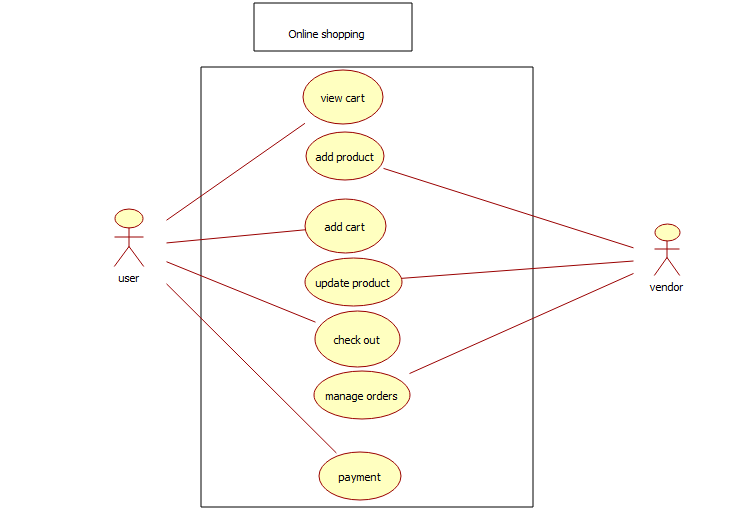 Online shopping
view cart
add product
add cart
user
vendor
update product
check out
manage orders
payment